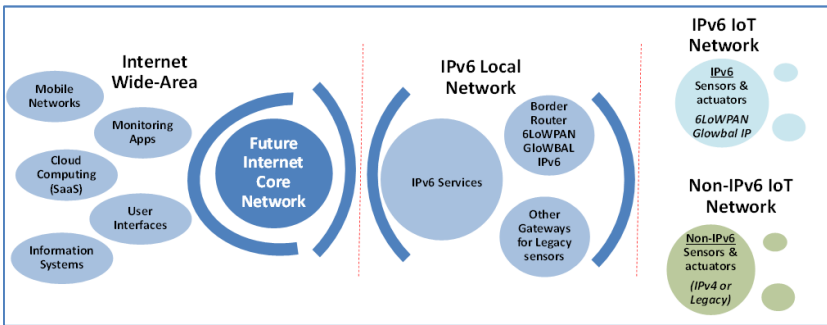 Internet
Wide-Area
Mobile
Networks
Monitoring
Apps
Cloud
Computing
(SaaS)
User
Interfaces
Information
Systems
Future
Internet
Core
Network
IPv6 Local
Network
IPv6 Services
Border
Router
6LoWPAN
GloWBAL
IPv6
Other
Gateways
for Legacy
sensors
IPv6 IoT
Network
IPv6
Sensors &
actuators
6LoWPAN
Glowbal IP
Non-IPv6 IoT
Network
Non-IPv6
Sensors &
actuators
(IPv4 or
Legacy)